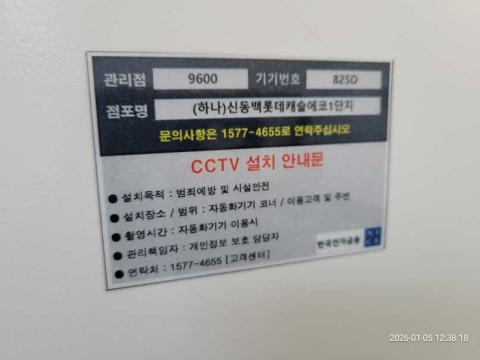 관리점 9600 기기번호 825D
점포명 (하나)신동백롯데캐슬에코1단지
문의사항은 1577-4655로 연락주십시오
CCTV 설치 안내문
● 설치목적 : 범죄예방 및 시설안전
● 설치장소 / 범위 : 자동화기기 코너 / 이용고객 및 주변
● 촬영시간 : 자동화기기 이용시
● 관리책임자 : 개인정보 보호 담당자
● 연락처 : 1577-4655 [고객센터]
한국전자금융 NICE
2026-01-05 12:38:18